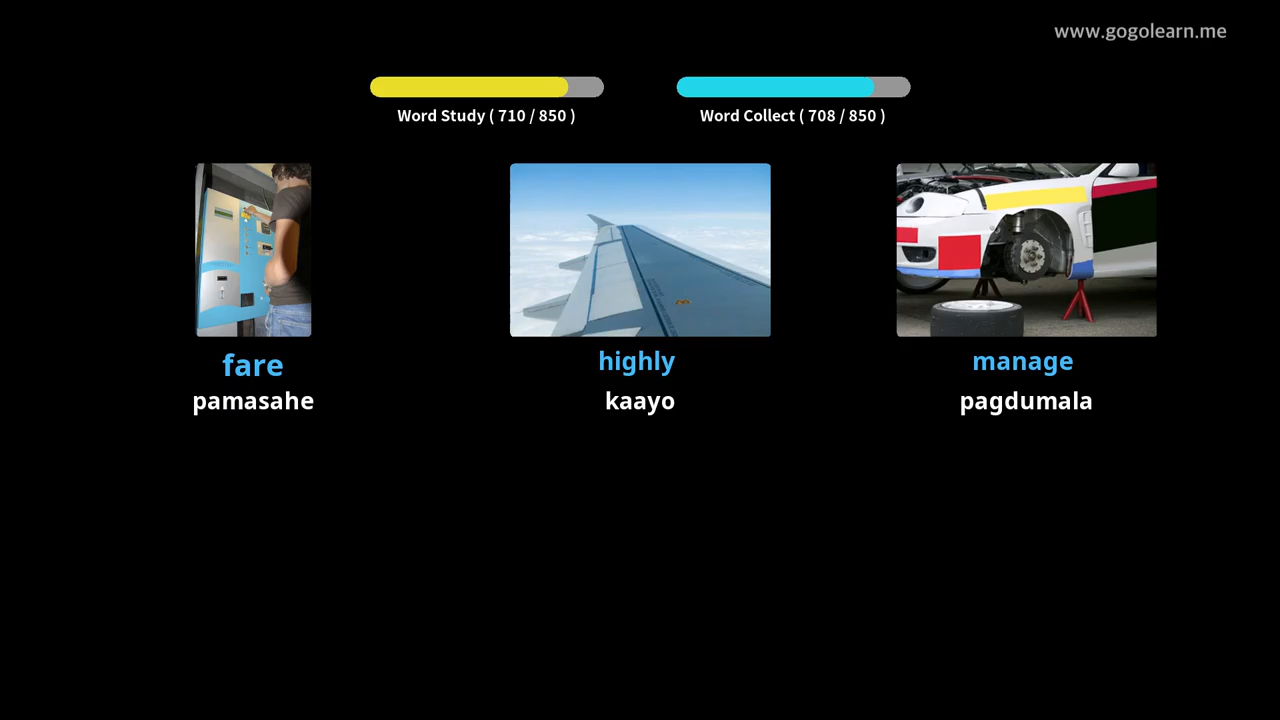 www.gogolearn.me
Word Study ( 710 / 850 )
Word Collect ( 708 / 850 )
fare
pamasahe
highly
kaayo
manage
pagdumala